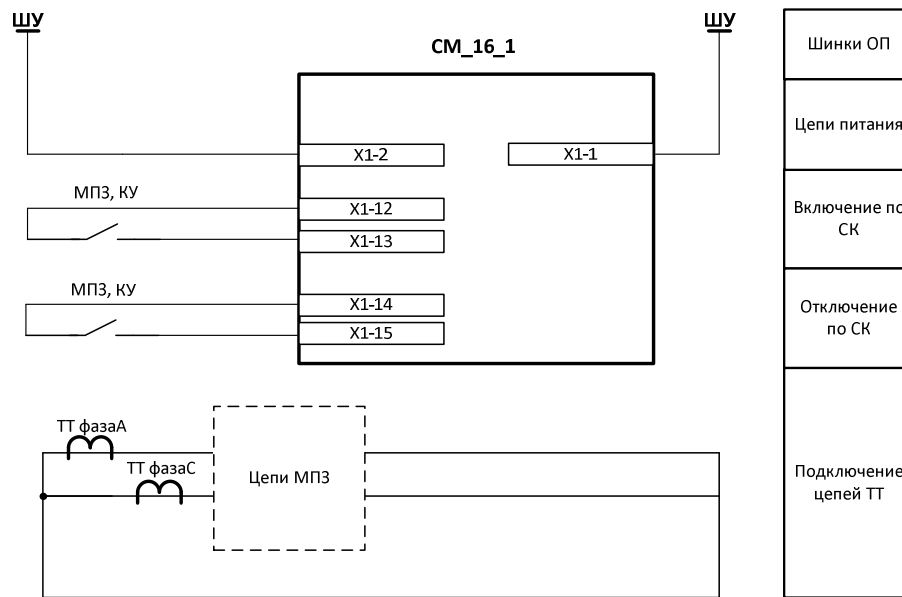 ШУ
ШУ
СМ_16_1
Шинки ОП
X1-2
X1-1
Цепи питания
МПЗ, КУ
X1-12
X1-13
Включение по
СК
МПЗ, КУ
X1-14
X1-15
Отключение
по СК
ТТ фазаА
ТТ фазаС
Цепи МПЗ
Подключение
цепей ТТ